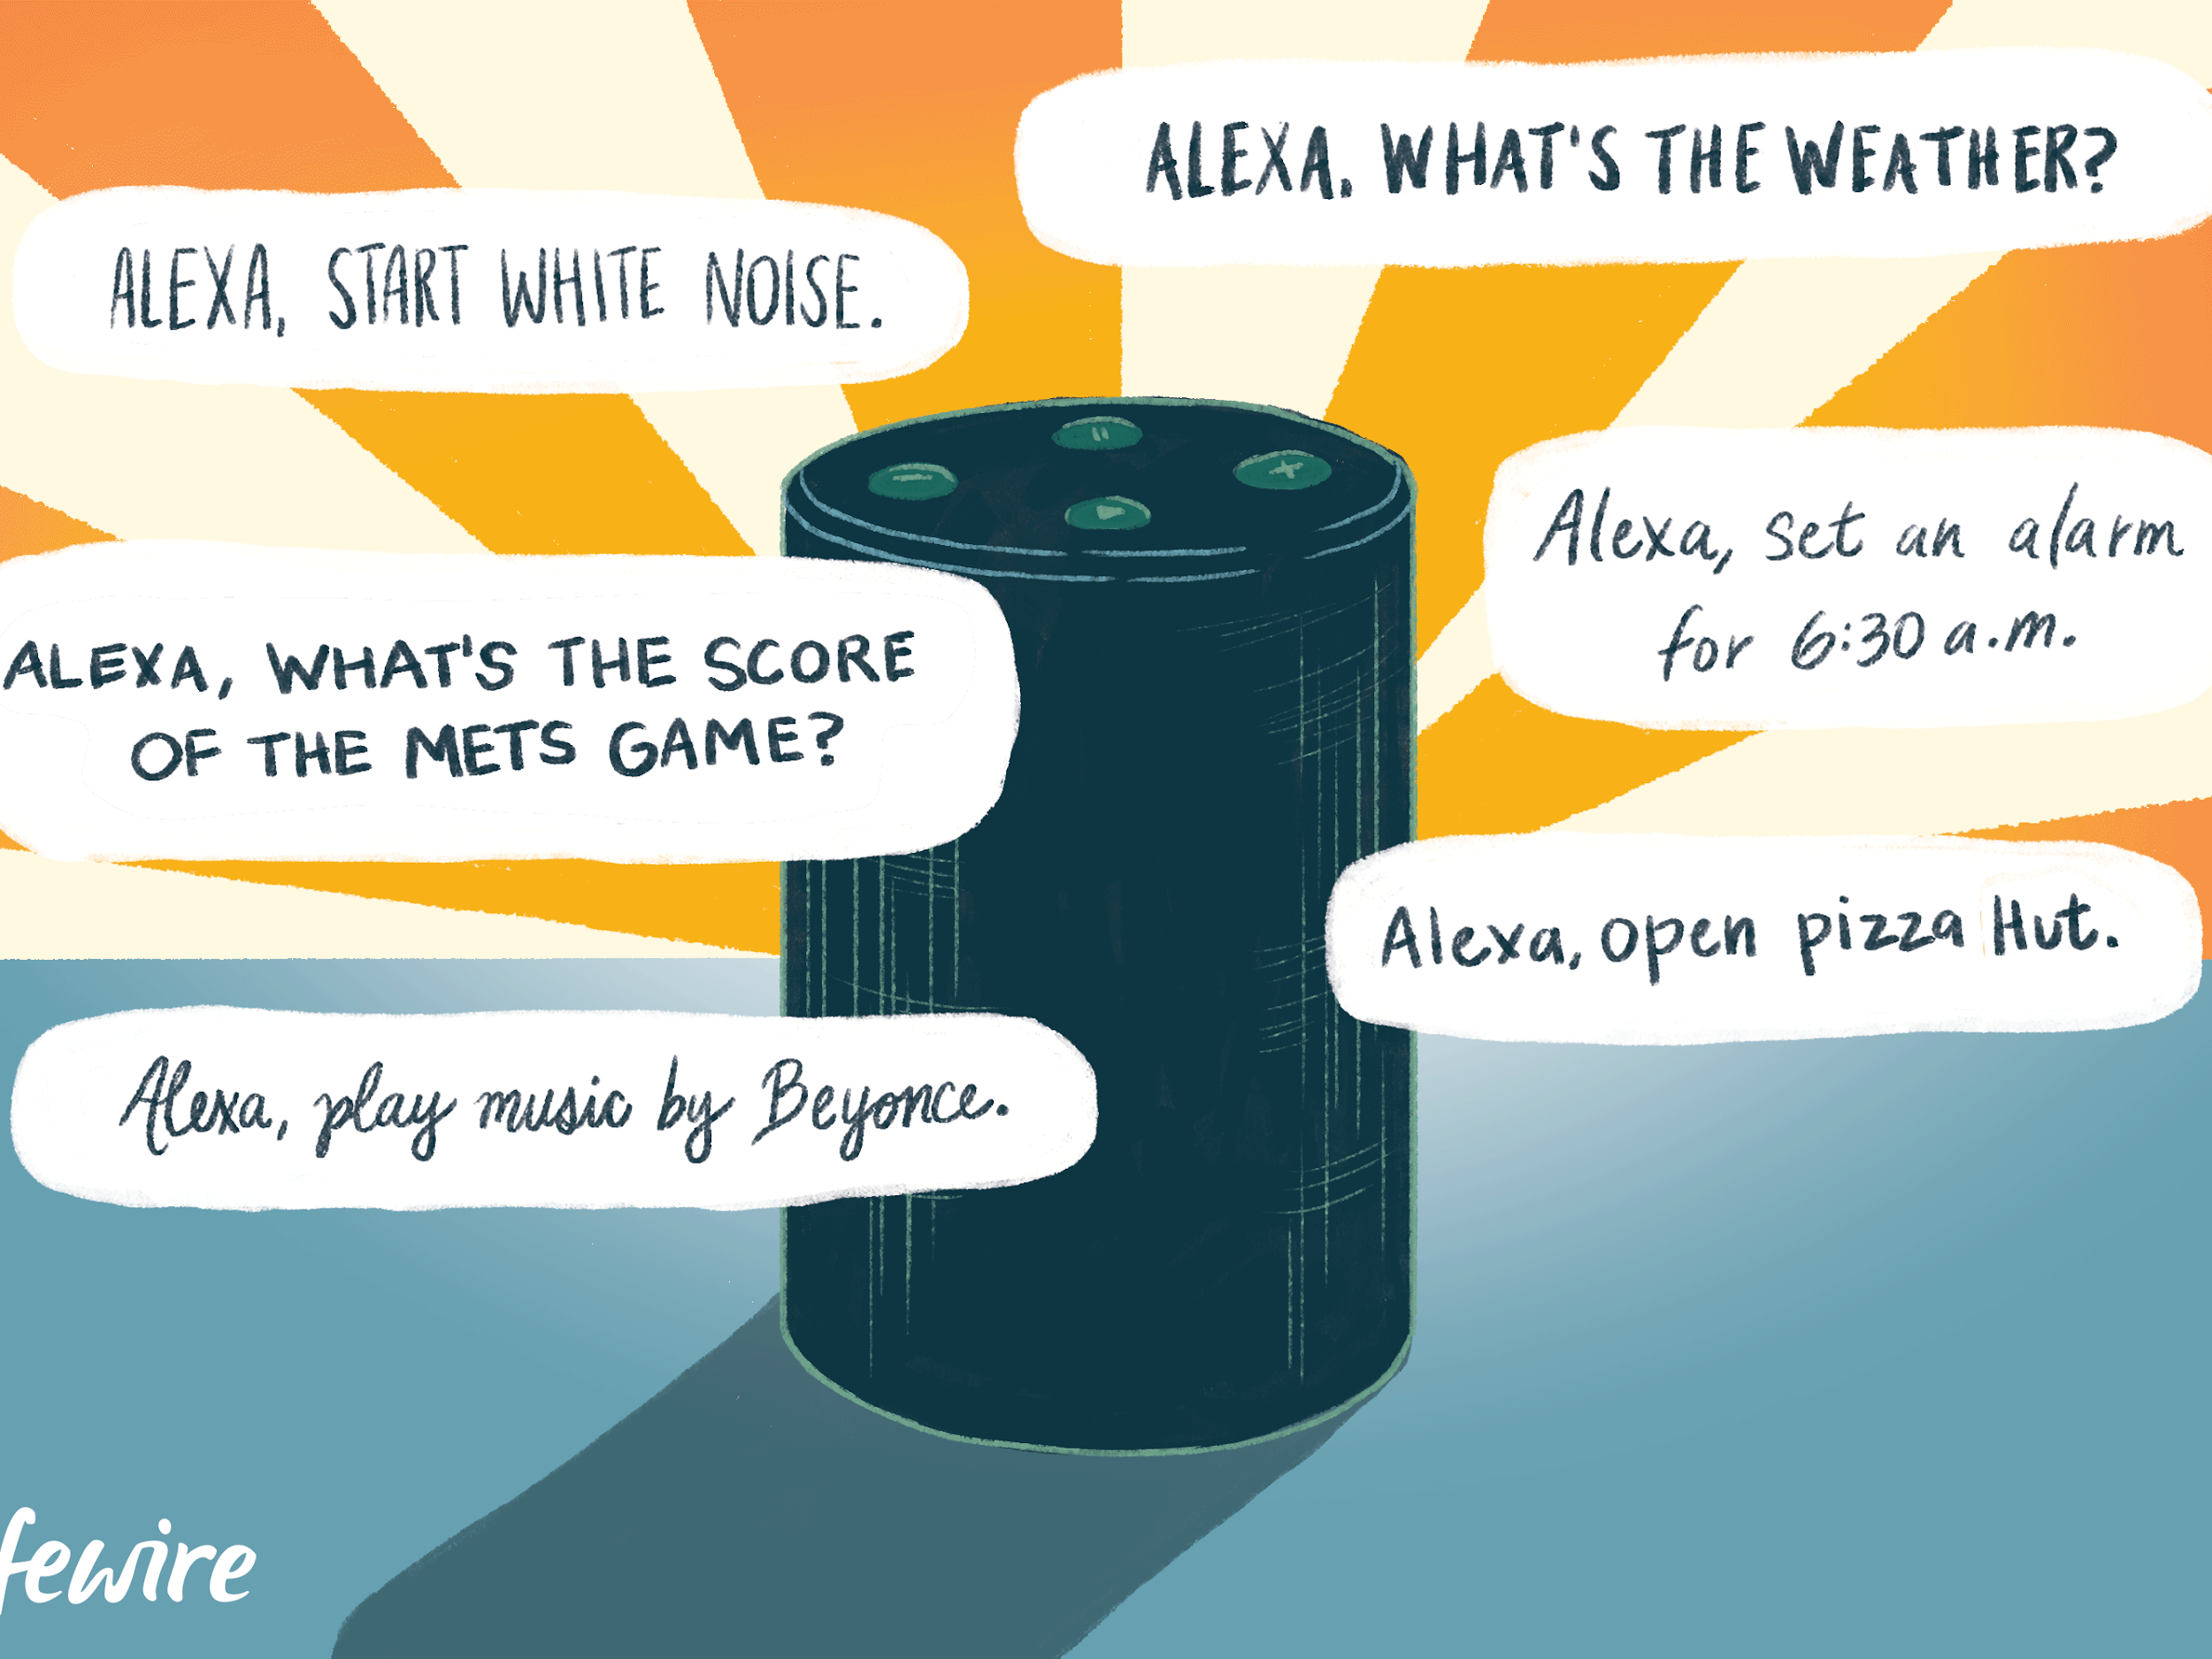 ALEXA, WHAT'S THE WEATHER?
ALEXA, START WHITE NOISE.
Alexa, set an alarm
for 6:30 a.m.
ALEXA, WHAT'S THE SCORE
OF THE METS GAME?
Alexa, open pizza Hut.
Alexa, play music by Beyonce.
fewire